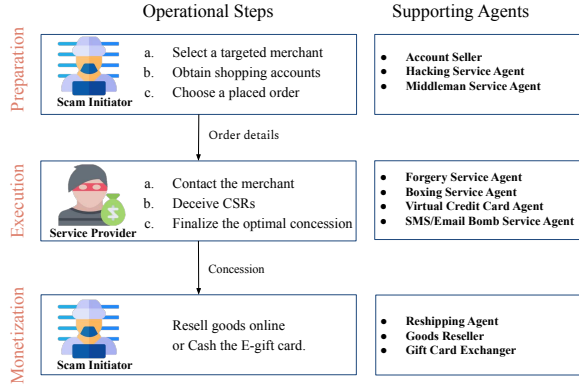 Operational Steps
Supporting Agents
Preparation
a. Select a targeted merchant
b. Obtain shopping accounts
c. Choose a placed order
Scam Initiator
● Account Seller
● Hacking Service Agent
● Middleman Service Agent
Order details
Execution
a. Contact the merchant
b. Deceive CSRs
c. Finalize the optimal concession
Service Provider
● Forgery Service Agent
● Boxing Service Agent
● Virtual Credit Card Agent
● SMS/Email Bomb Service Agent
Concession
Monetization
Resell goods online
or Cash the E-gift card.
Scam Initiator
● Reshipping Agent
● Goods Reseller
● Gift Card Exchanger